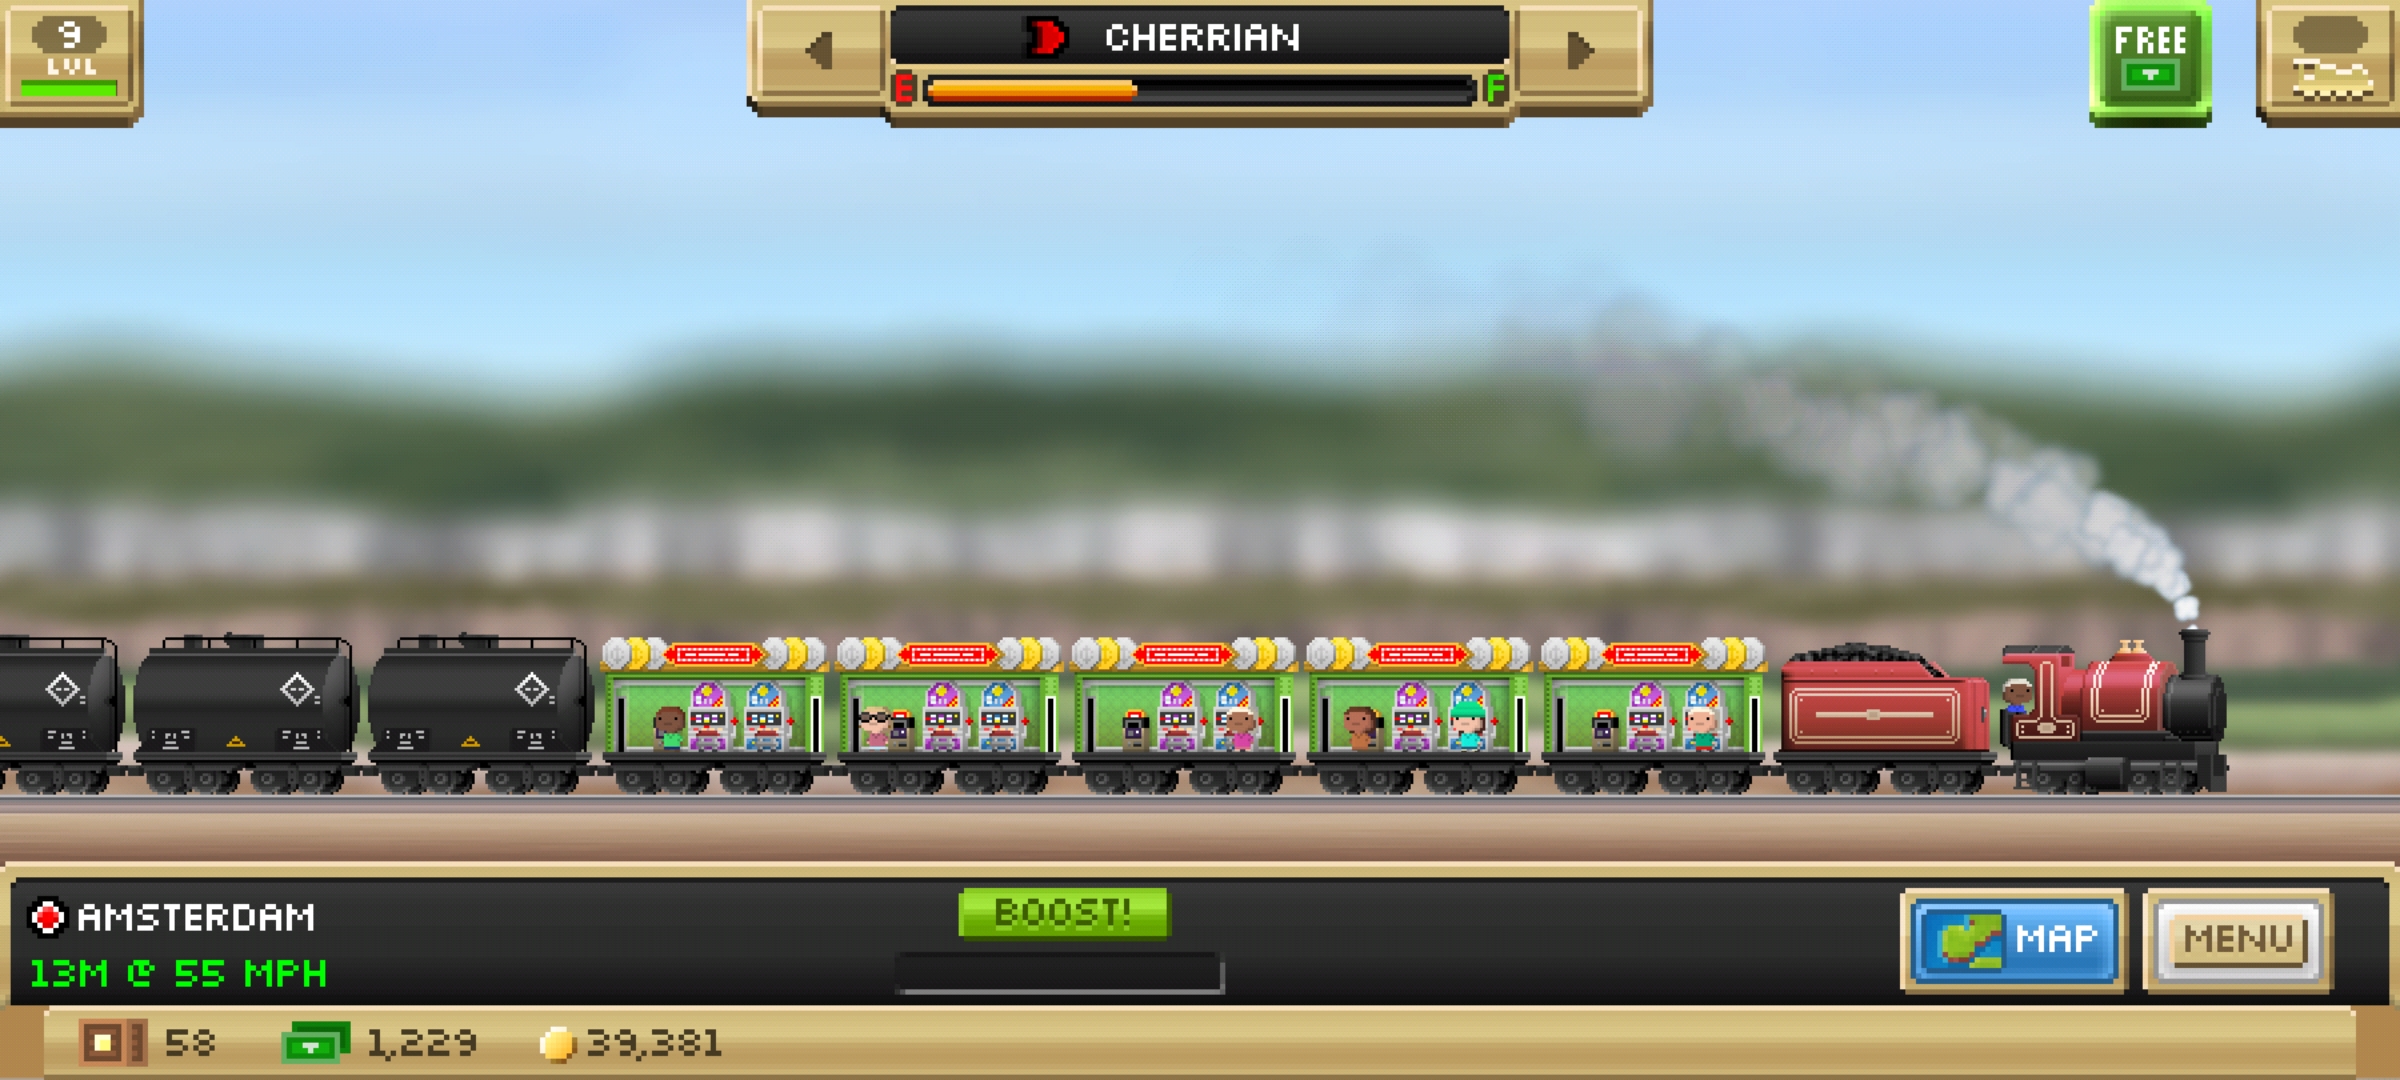 9
LVL
CHERRIAN
E
F
FREE
AMSTERDAM
13M @ 55 MPH
BOOST!
MAP
MENU
58
1,229
39,381